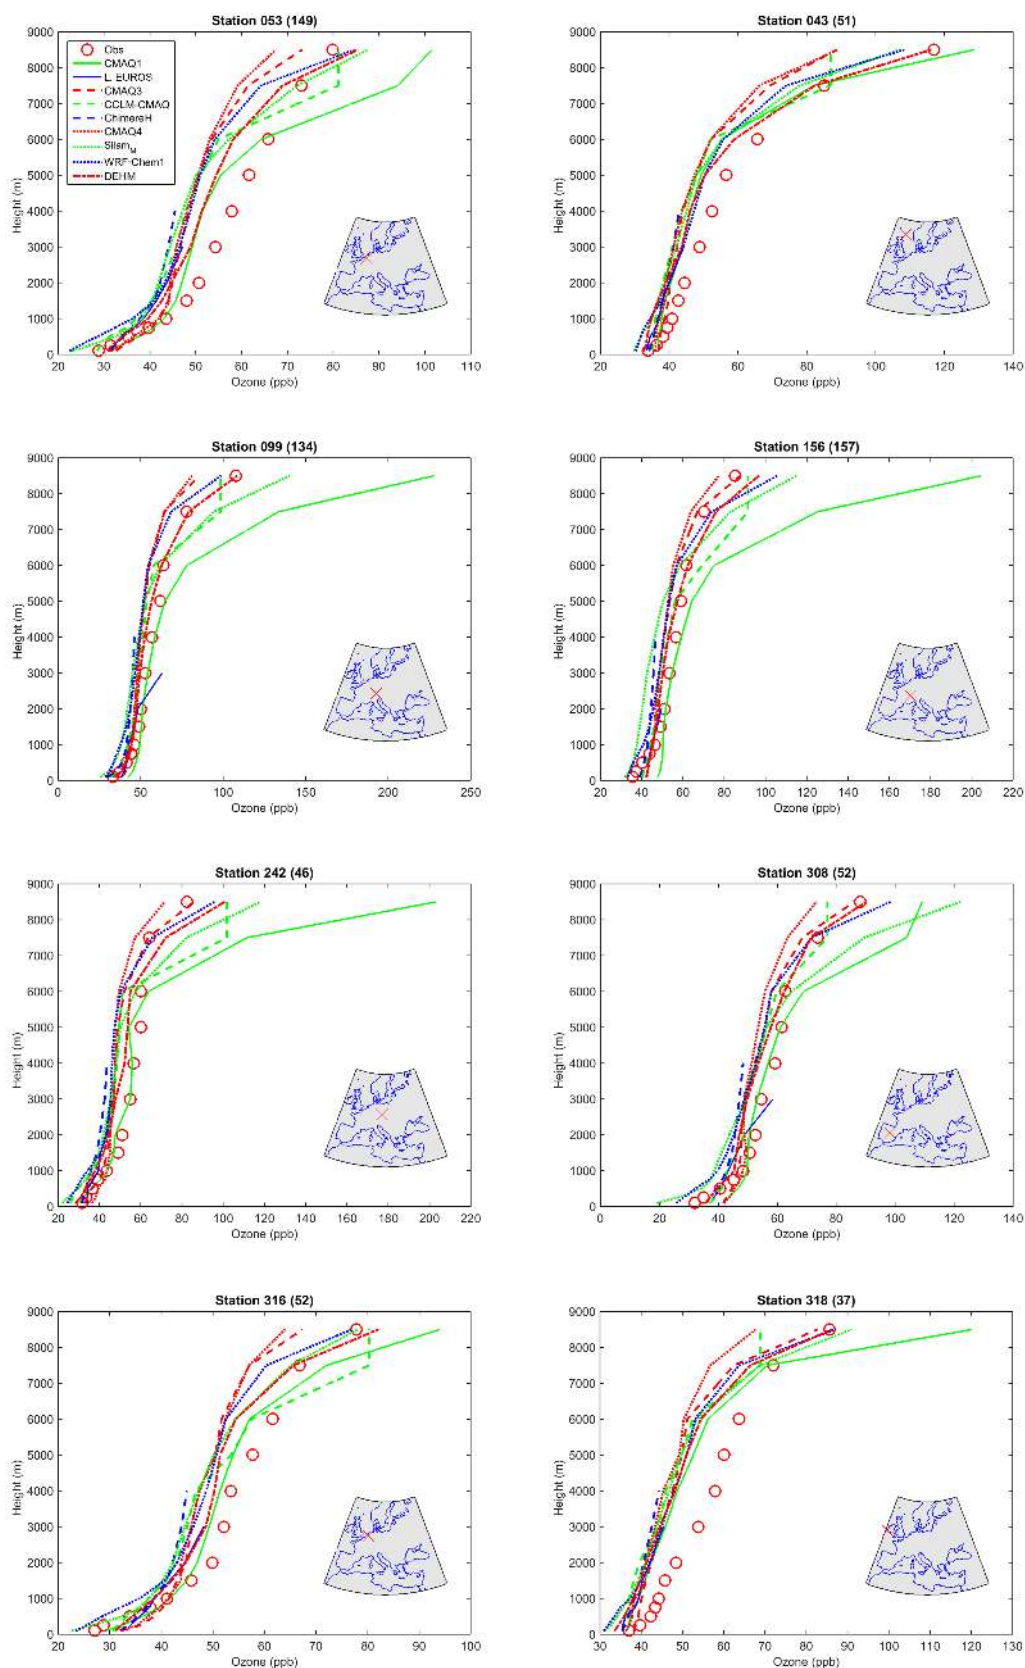 Station 053 (149)
9000
8000
7000
6000
5000
4000
3000
2000
1000
0
Height (m)
Obs
CMAQ1
L. EUROS
CMAQ3
CCLM-CMAQ
ChimereH
CMAQ4
Silam_M
WRF-Chem1
DEHM
20 30 40 50 60 70 80 90 100 110
Ozone (ppb)
Station 043 (51)
9000
8000
7000
6000
5000
4000
3000
2000
1000
0
Height (m)
20 40 60 80 100 120 140
Ozone (ppb)
Station 099 (134)
9000
8000
7000
6000
5000
4000
3000
2000
1000
0
Height (m)
0 50 100 150 200 250
Ozone (ppb)
Station 156 (157)
9000
8000
7000
6000
5000
4000
3000
2000
1000
0
Height (m)
20 40 60 80 100 120 140 160 180 200 220
Ozone (ppb)
Station 242 (46)
9000
8000
7000
6000
5000
4000
3000
2000
1000
0
Height (m)
20 40 60 80 100 120 140 160 180 200 220
Ozone (ppb)
Station 308 (52)
9000
8000
7000
6000
5000
4000
3000
2000
1000
0
Height (m)
0 20 40 60 80 100 120 140
Ozone (ppb)
Station 316 (52)
9000
8000
7000
6000
5000
4000
3000
2000
1000
0
Height (m)
20 30 40 50 60 70 80 90 100
Ozone (ppb)
Station 318 (37)
9000
8000
7000
6000
5000
4000
3000
2000
1000
0
Height (m)
30 40 50 60 70 80 90 100 110 120 130
Ozone (ppb)